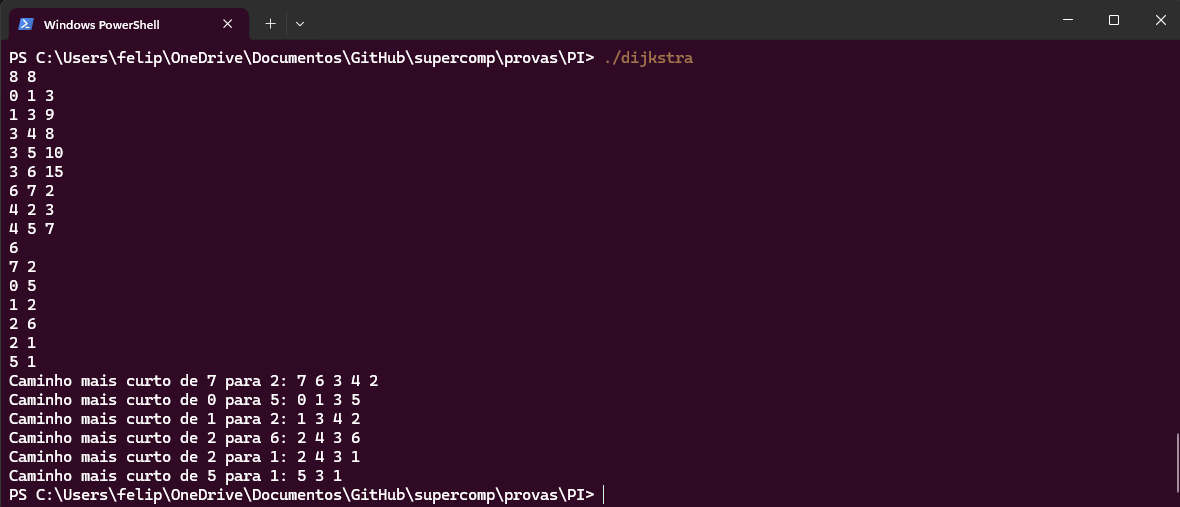 Windows PowerShell
PS C:\Users\felip\OneDrive\Documentos\GitHub\supercomp\provas\PI> ./dijkstra
8 8
0 1 3
1 3 9
3 4 8
3 5 10
3 6 15
6 7 2
4 2 3
4 5 7
6
7 2
0 5
1 2
2 6
2 1
5 1
Caminho mais curto de 7 para 2: 7 6 3 4 2
Caminho mais curto de 0 para 5: 0 1 3 5
Caminho mais curto de 1 para 2: 1 3 4 2
Caminho mais curto de 2 para 6: 2 4 3 6
Caminho mais curto de 2 para 1: 2 4 3 1
Caminho mais curto de 5 para 1: 5 3 1
PS C:\Users\felip\OneDrive\Documentos\GitHub\supercomp\provas\PI>